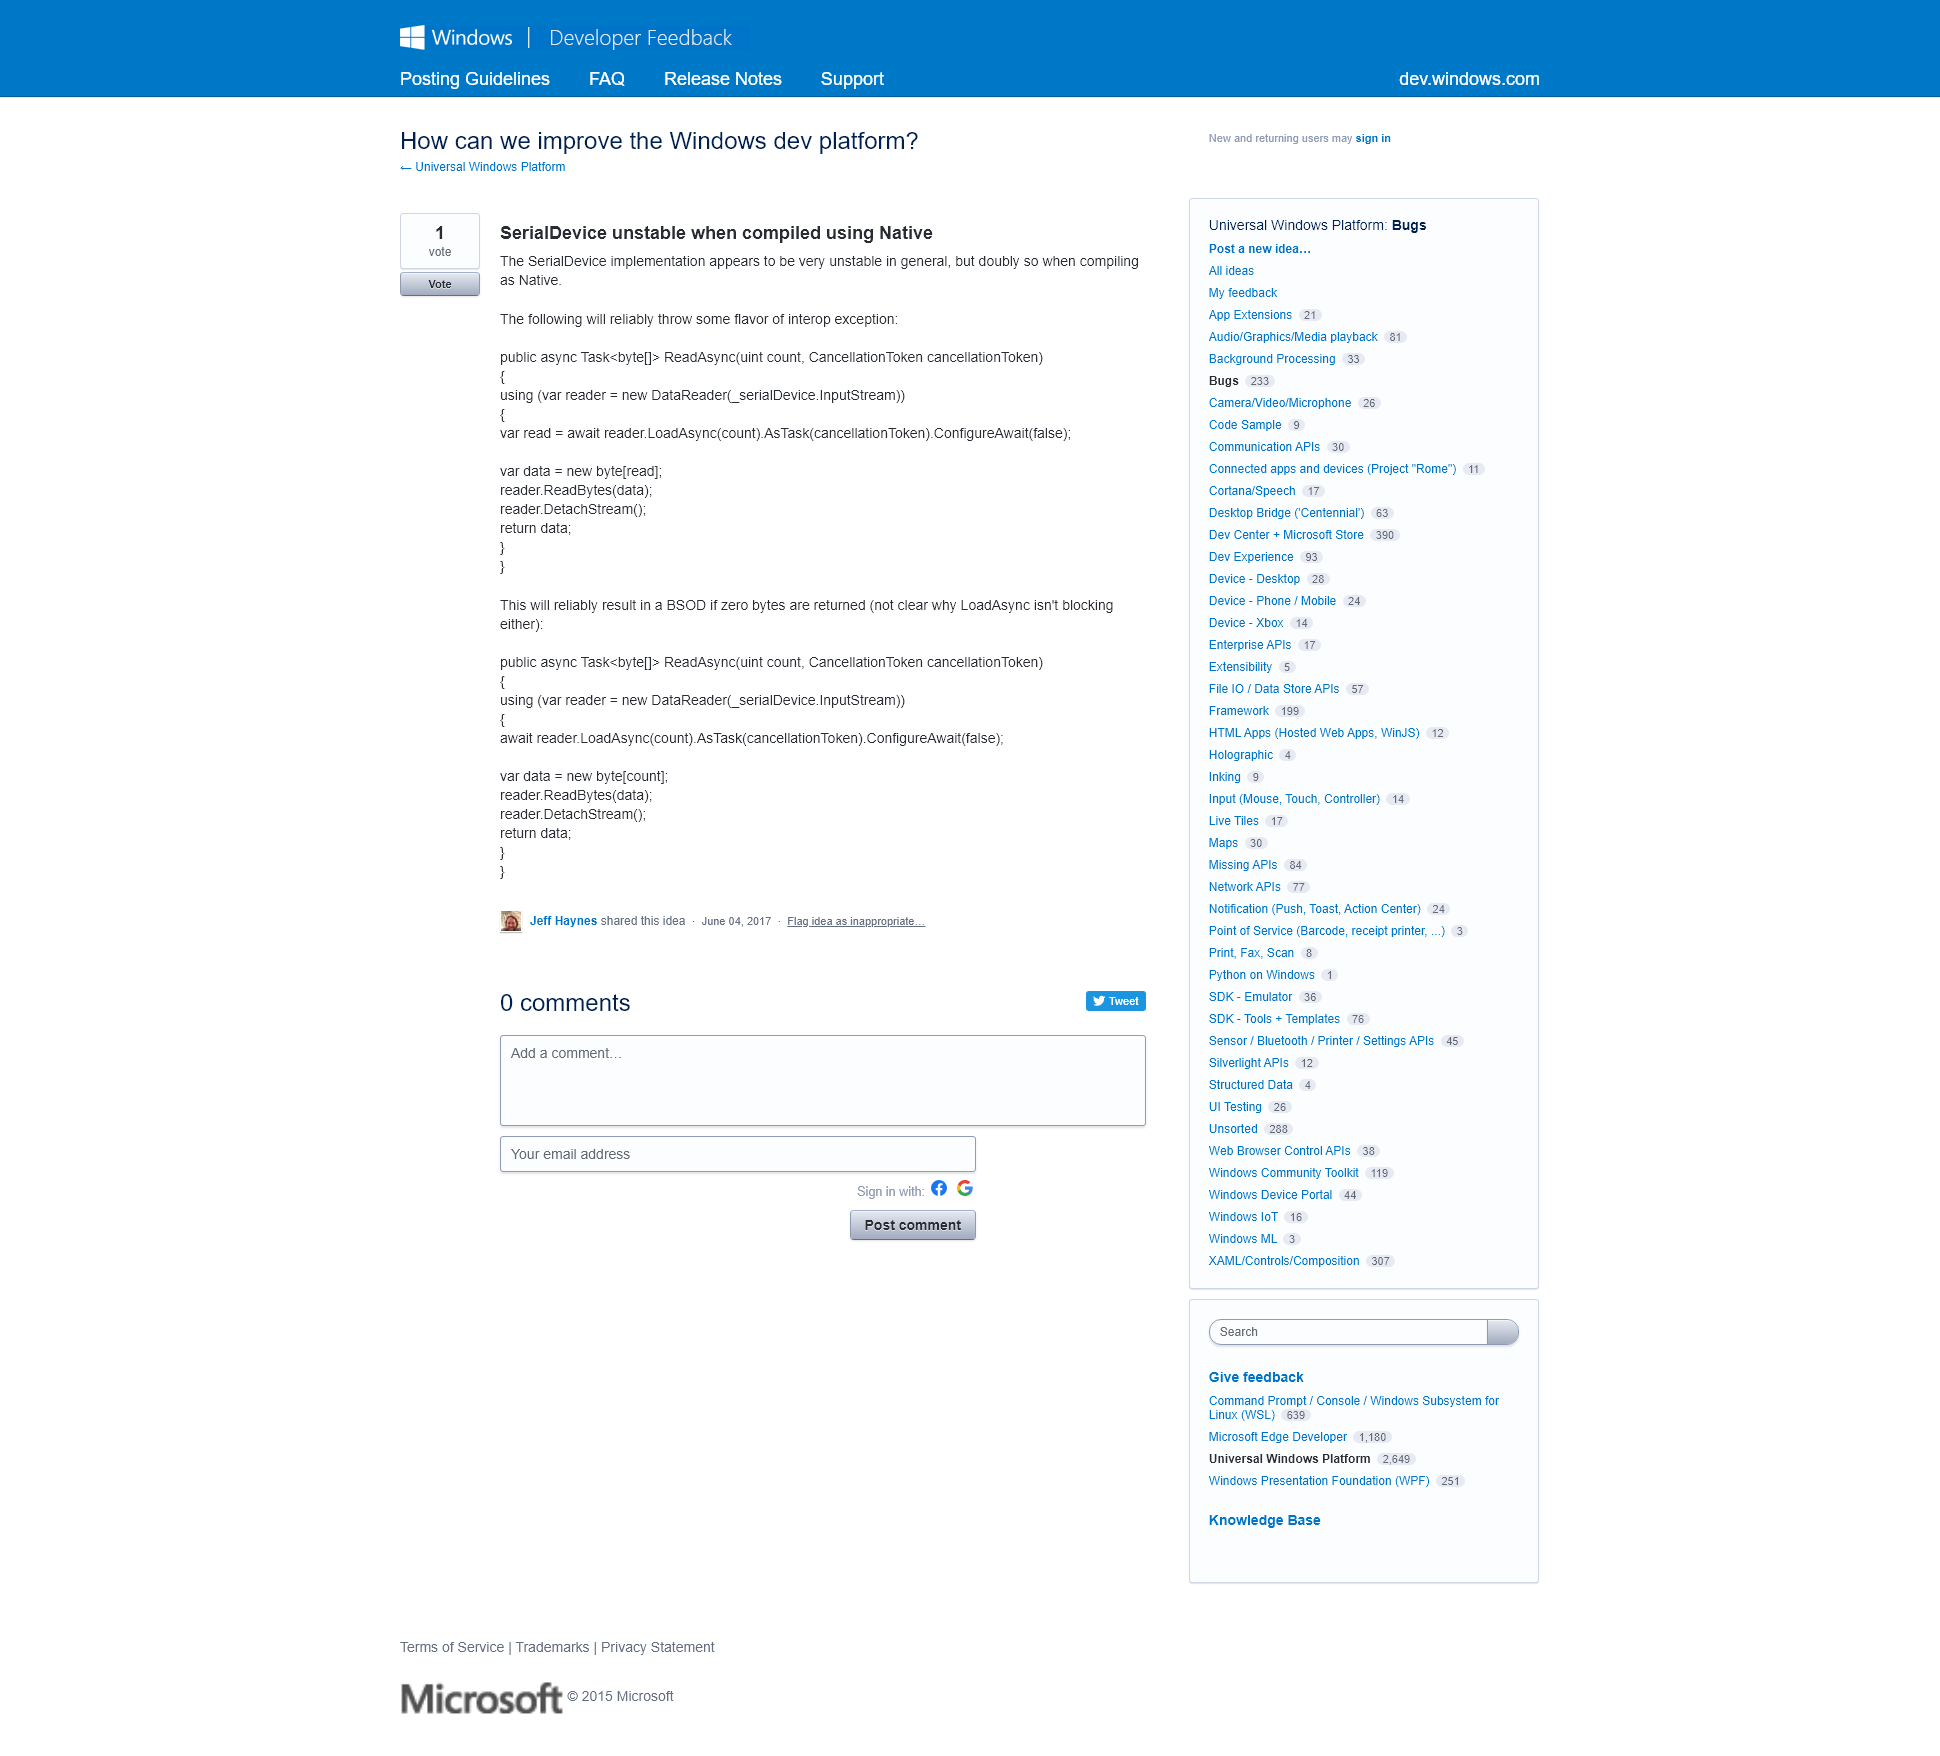 Windows | Developer Feedback
Posting Guidelines FAQ Release Notes Support dev.windows.com
How can we improve the Windows dev platform?
← Universal Windows Platform
New and returning users may sign in
1
vote
Vote
SerialDevice unstable when compiled using Native
The SerialDevice implementation appears to be very unstable in general, but doubly so when compiling
as Native.
The following will reliably throw some flavor of interop exception:
public async Task<byte[]> ReadAsync(uint count, CancellationToken cancellationToken)
{
using (var reader = new DataReader(_serialDevice.InputStream))
{
var read = await reader.LoadAsync(count).AsTask(cancellationToken).ConfigureAwait(false);
var data = new byte[read];
reader.ReadBytes(data);
reader.DetachStream();
return data;
}
}
This will reliably result in a BSOD if zero bytes are returned (not clear why LoadAsync isn't blocking
either):
public async Task<byte[]> ReadAsync(uint count, CancellationToken cancellationToken)
{
using (var reader = new DataReader(_serialDevice.InputStream))
{
await reader.LoadAsync(count).AsTask(cancellationToken).ConfigureAwait(false);
var data = new byte[count];
reader.ReadBytes(data);
reader.DetachStream();
return data;
}
}
Jeff Haynes shared this idea · June 04, 2017 · Flag idea as inappropriate…
0 comments
Tweet
Add a comment…
Your email address
Sign in with:
Post comment
Universal Windows Platform: Bugs
Post a new idea…
All ideas
My feedback
App Extensions 21
Audio/Graphics/Media playback 81
Background Processing 33
Bugs 233
Camera/Video/Microphone 26
Code Sample 9
Communication APIs 30
Connected apps and devices (Project "Rome") 11
Cortana/Speech 17
Desktop Bridge ('Centennial') 63
Dev Center + Microsoft Store 390
Dev Experience 93
Device - Desktop 28
Device - Phone / Mobile 24
Device - Xbox 14
Enterprise APIs 17
Extensibility 5
File IO / Data Store APIs 57
Framework 199
HTML Apps (Hosted Web Apps, WinJS) 12
Holographic 4
Inking 9
Input (Mouse, Touch, Controller) 14
Live Tiles 17
Maps 30
Missing APIs 84
Network APIs 77
Notification (Push, Toast, Action Center) 24
Point of Service (Barcode, receipt printer, ...) 3
Print, Fax, Scan 8
Python on Windows 1
SDK - Emulator 36
SDK - Tools + Templates 76
Sensor / Bluetooth / Printer / Settings APIs 45
Silverlight APIs 12
Structured Data 4
UI Testing 26
Unsorted 288
Web Browser Control APIs 38
Windows Community Toolkit 119
Windows Device Portal 44
Windows IoT 16
Windows ML 3
XAML/Controls/Composition 307
Search
Give feedback
Command Prompt / Console / Windows Subsystem for
Linux (WSL) 639
Microsoft Edge Developer 1,180
Universal Windows Platform 2,649
Windows Presentation Foundation (WPF) 251
Knowledge Base
Terms of Service | Trademarks | Privacy Statement
Microsoft © 2015 Microsoft